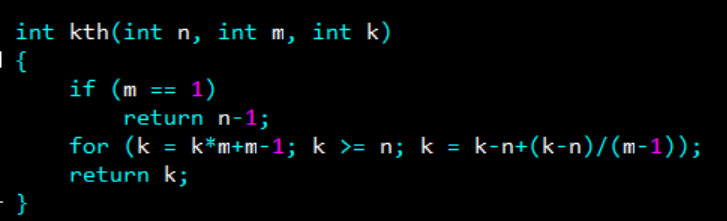 int kth(int n, int m, int k)
{
    if (m == 1)
        return n-1;
    for (k = k*m+m-1; k >= n; k = k-n+(k-n)/(m-1));
    return k;
}